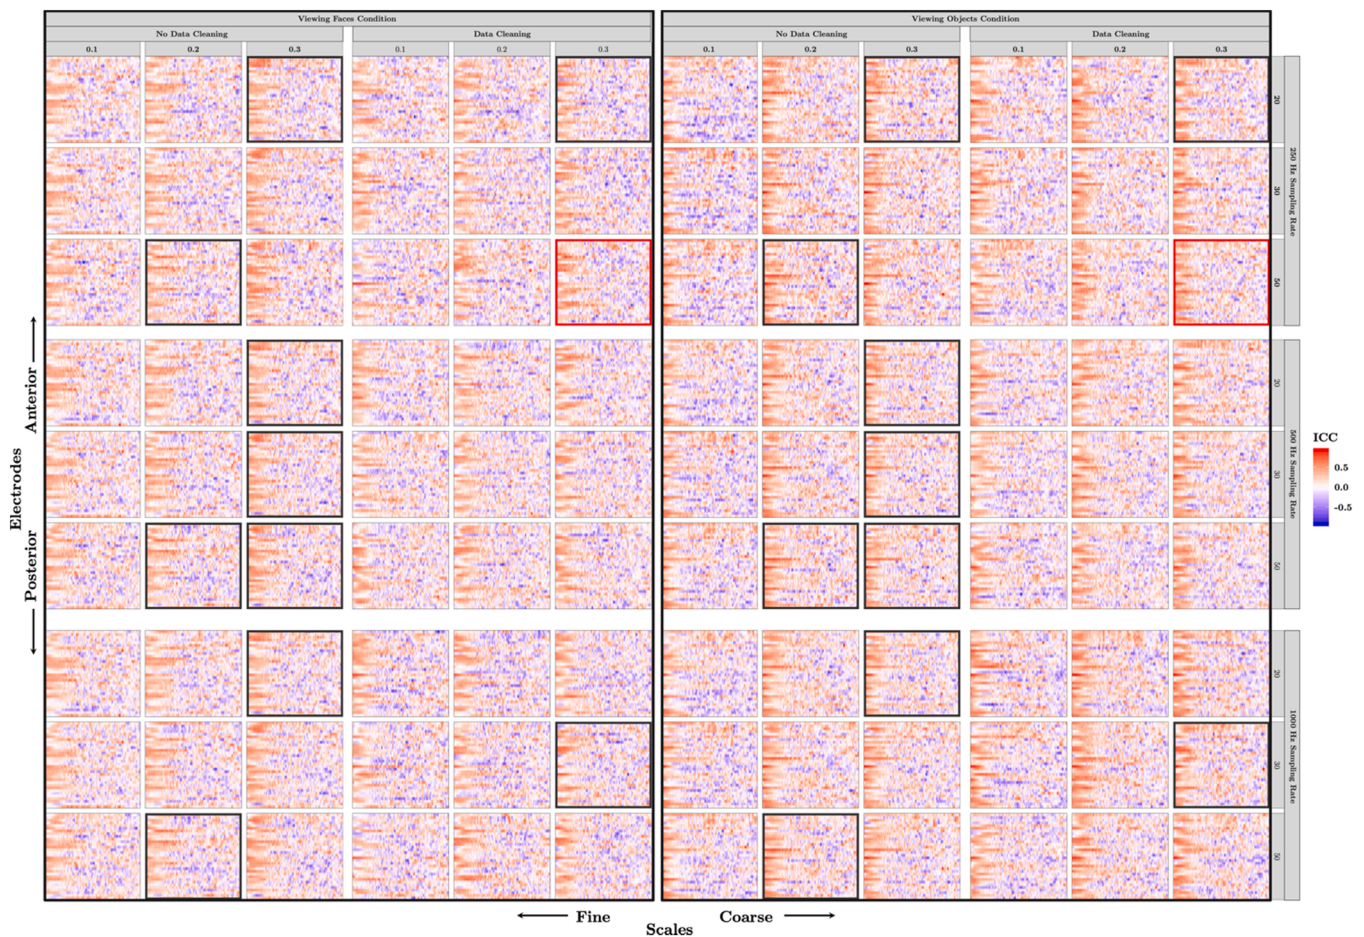 Viewing Faces Condition
Viewing Objects Condition
No Data Cleaning
Data Cleaning
No Data Cleaning
Data Cleaning
0.1
0.2
0.3
0.1
0.2
0.3
0.1
0.2
0.3
0.1
0.2
0.3
20
30
50
250 Hz Sampling Rate
20
30
50
500 Hz Sampling Rate
20
30
50
1000 Hz Sampling Rate
Anterior
Electrodes
Posterior
ICC
0.5
0.0
-0.5
Fine
Coarse
Scales